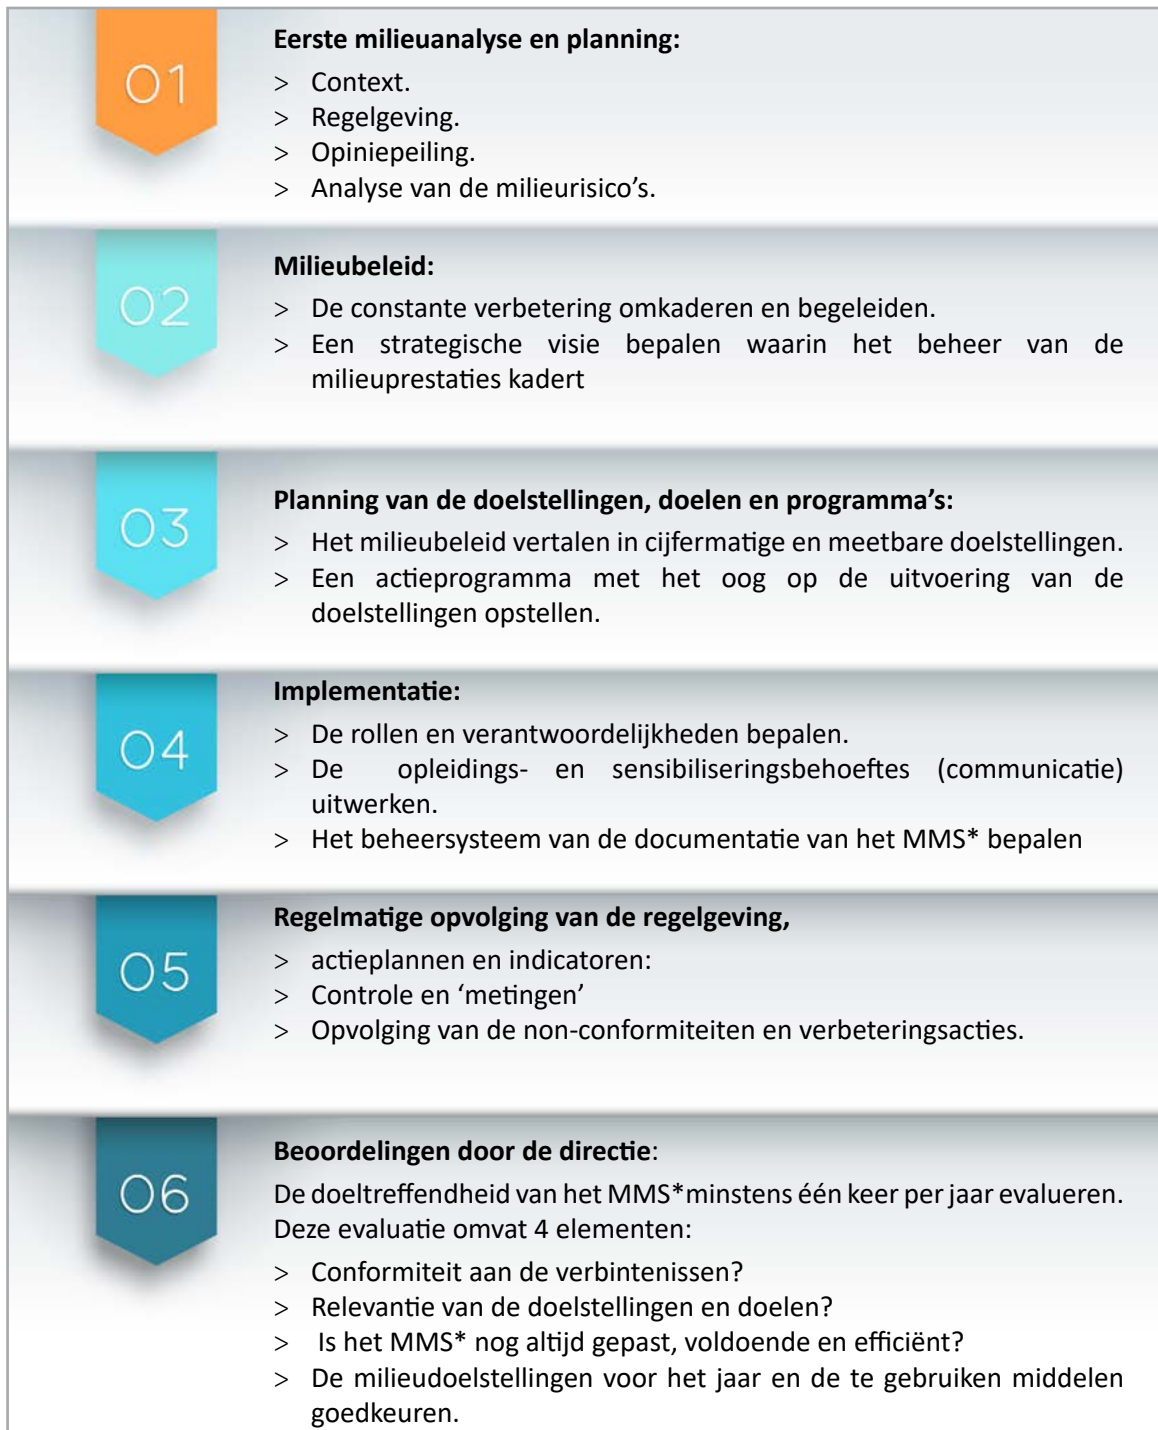 01
Eerste milieuanalyse en planning:
> Context.
> Regelgeving.
> Opiniepeiling.
> Analyse van de milieurisico's.
02
Milieubeleid:
> De constante verbetering omkaderen en begeleiden.
> Een strategische visie bepalen waarin het beheer van de
milieuprestaties kadert
03
Planning van de doelstellingen, doelen en programma's:
> Het milieubeleid vertalen in cijfermatige en meetbare doelstellingen.
> Een actieprogramma met het oog op de uitvoering van de
doelstellingen opstellen.
04
Implementatie:
> De rollen en verantwoordelijkheden bepalen.
> De opleidings- en sensibiliseringsbehoeftes (communicatie)
uitwerken.
> Het beheersysteem van de documentatie van het MMS* bepalen
05
Regelmatige opvolging van de regelgeving,
> actieplannen en indicatoren:
> Controle en 'metingen'
> Opvolging van de non-conformiteiten en verbeteringsacties.
06
Beoordelingen door de directie:
De doeltreffendheid van het MMS*minstens één keer per jaar evalueren.
Deze evaluatie omvat 4 elementen:
> Conformiteit aan de verbintenissen?
> Relevantie van de doelstellingen en doelen?
> Is het MMS* nog altijd gepast, voldoende en efficiënt?
> De milieudoelstellingen voor het jaar en de te gebruiken middelen
goedkeuren.